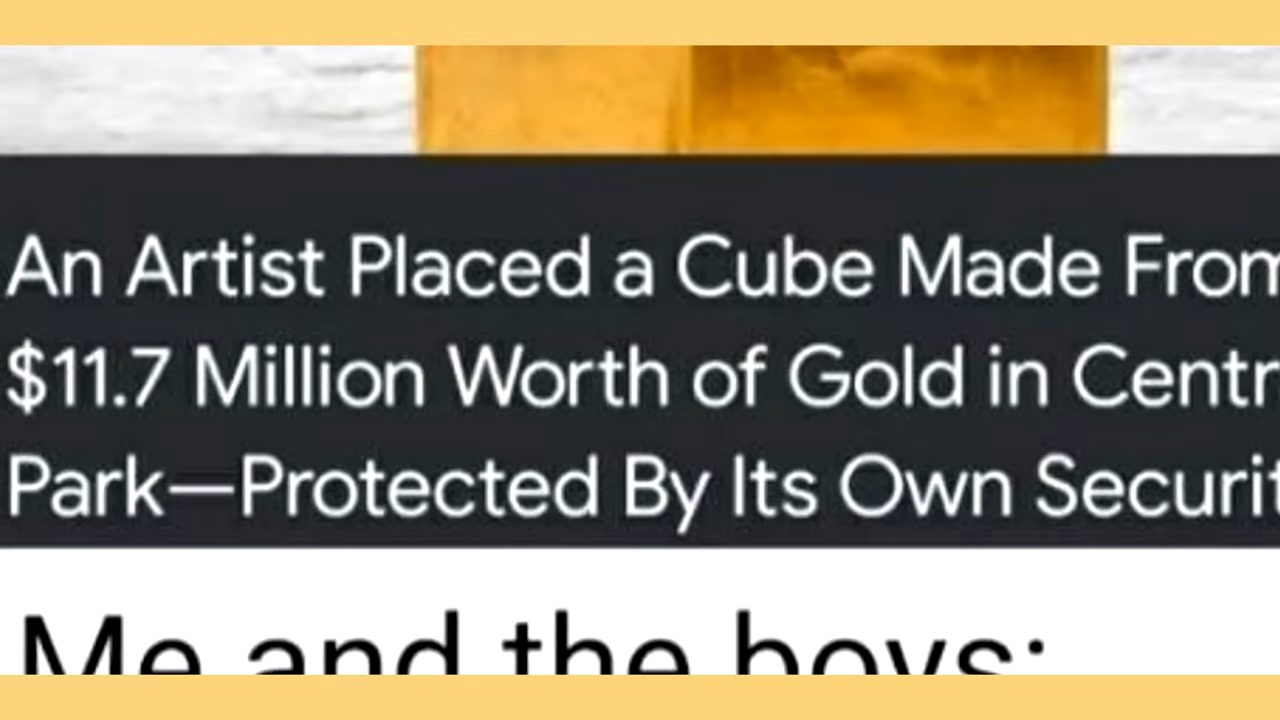 An Artist Placed a Cube Made From
$11.7 Million Worth of Gold in Centr
Park—Protected By Its Own Securit
Me and the boys: